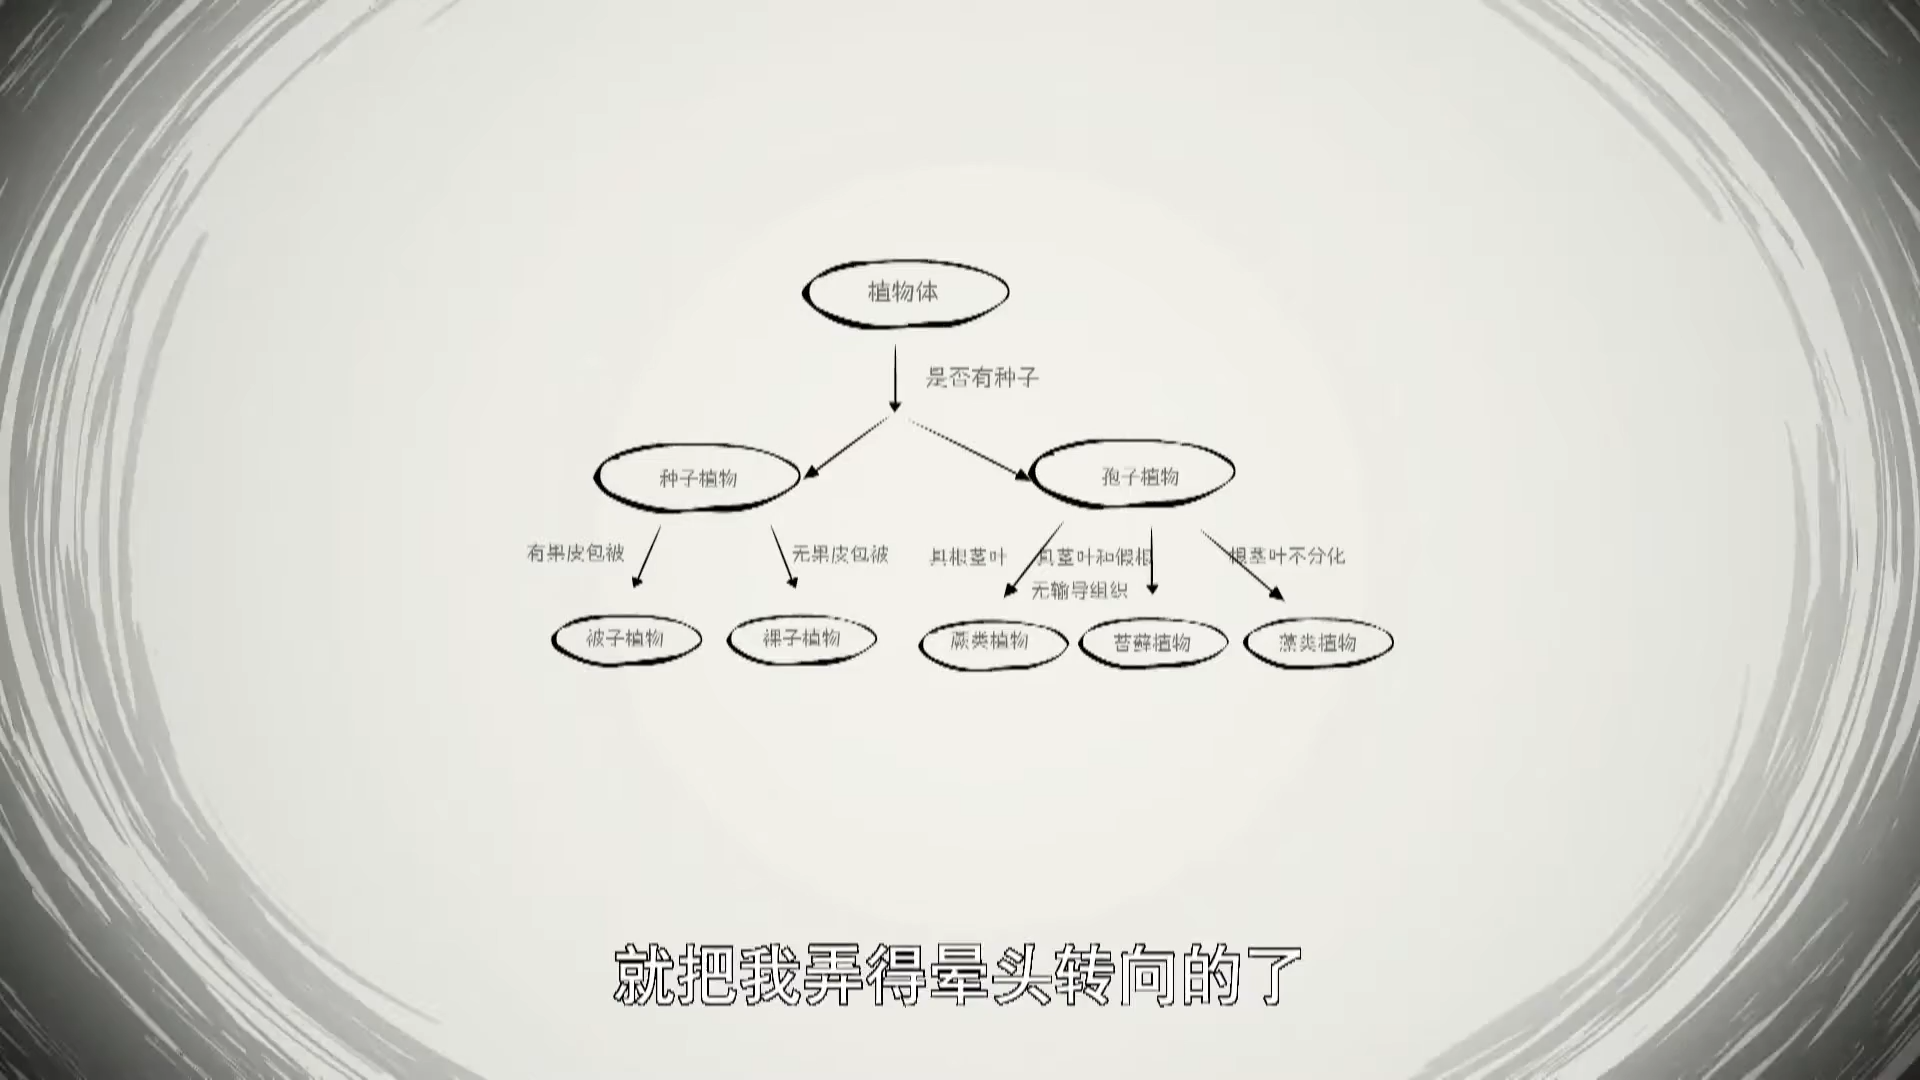 植物体
是否有种子
种子植物
孢子植物
有果皮包被
无果皮包被
真根茎叶
真茎叶和假根
根茎叶不分化
无输导组织
被子植物
裸子植物
蕨类植物
苔藓植物
藻类植物
就把我弄得晕头转向的了